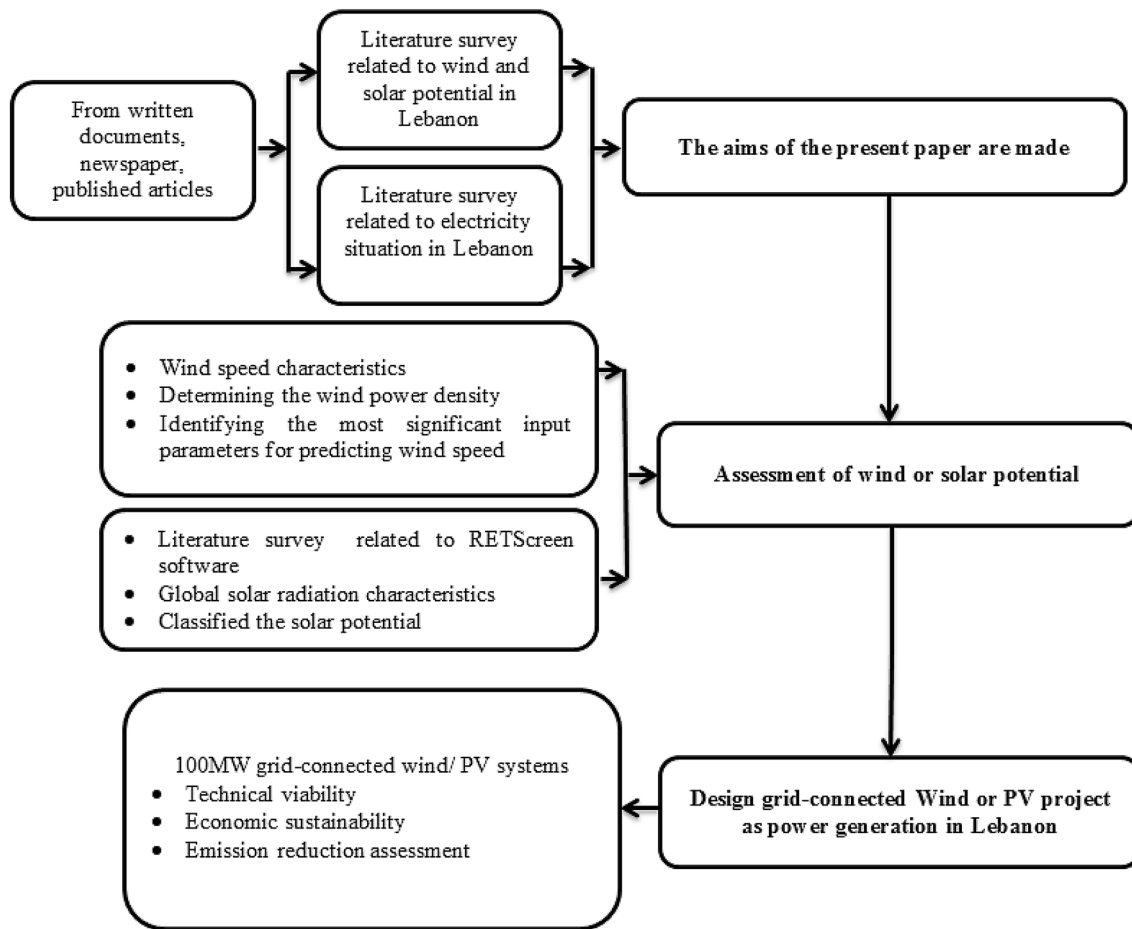 From written
documents,
newspaper,
published articles
Literature survey
related to wind and
solar potential in
Lebanon
Literature survey
related to electricity
situation in Lebanon
The aims of the present paper are made
• Wind speed characteristics
• Determining the wind power density
• Identifying the most significant input
parameters for predicting wind speed
• Literature survey related to RETScreen
software
• Global solar radiation characteristics
• Classified the solar potential
Assessment of wind or solar potential
Design grid-connected Wind or PV project
as power generation in Lebanon
100MW grid-connected wind/ PV systems
• Technical viability
• Economic sustainability
• Emission reduction assessment